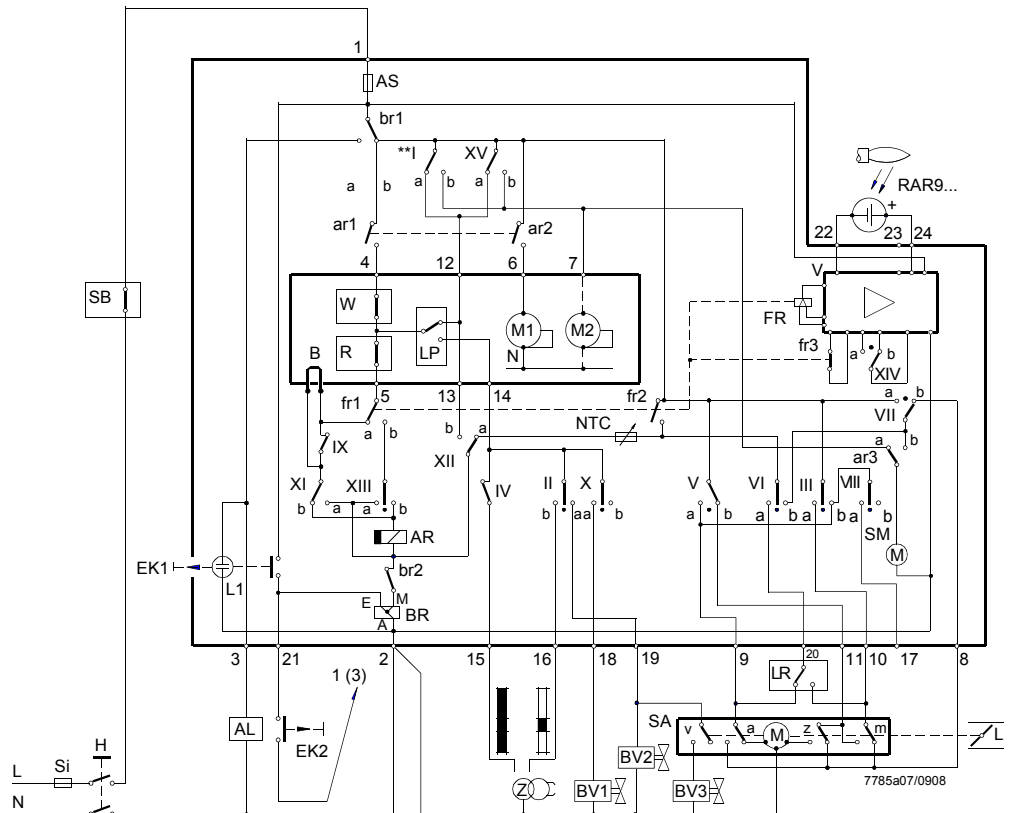 1
AS
br1
**I
XV
a b
a b a b
RAR9...
+
ar1
ar2
22 23 24
4 12 6 7
V
SB
W
M1
M2
FR
R
LP
N
fr3
a b
B
XIV
5 13 14
fr1
fr2
a b
VII
NTC
a b
b a
a b
IX
XII
ar3
XI
XIII
IV
II
X
V
VI
III
VIII
b a a b
b a a b
a b
a b
a b
a b
SM
AR
M
EK1
L1
br2
E
M
BR
A
3 21 2 15 16 18 19 9 20 11 10 17 8
1 (3)
LR
AL
EK2
SA
v a M z m
L
H
BV2
Si
L
Z
BV1
BV3
7785a07/0908
N